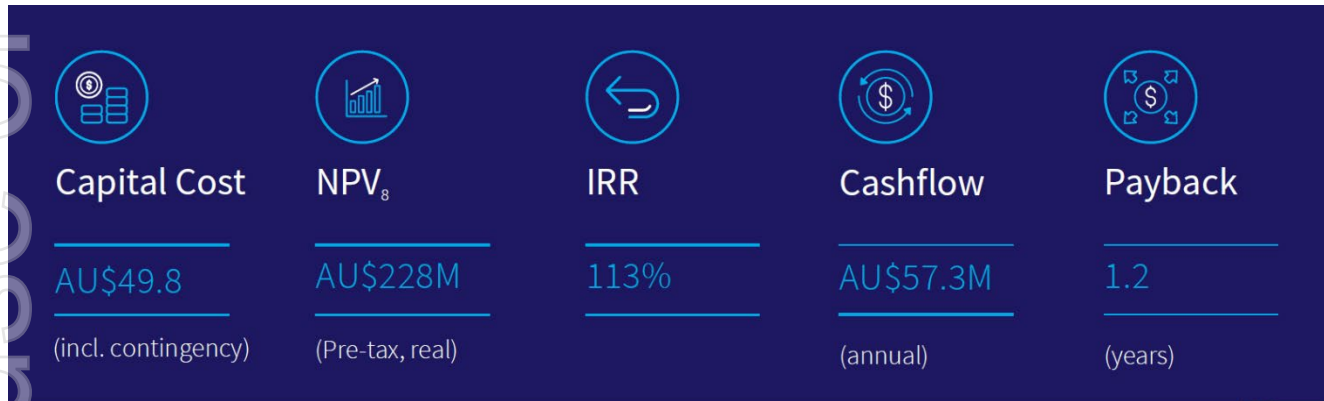 Capital Cost
AU$49.8
(incl. contingency)
NPV₈
AU$228M
(Pre-tax, real)
IRR
113%
Cashflow
AU$57.3M
(annual)
Payback
1.2
(years)